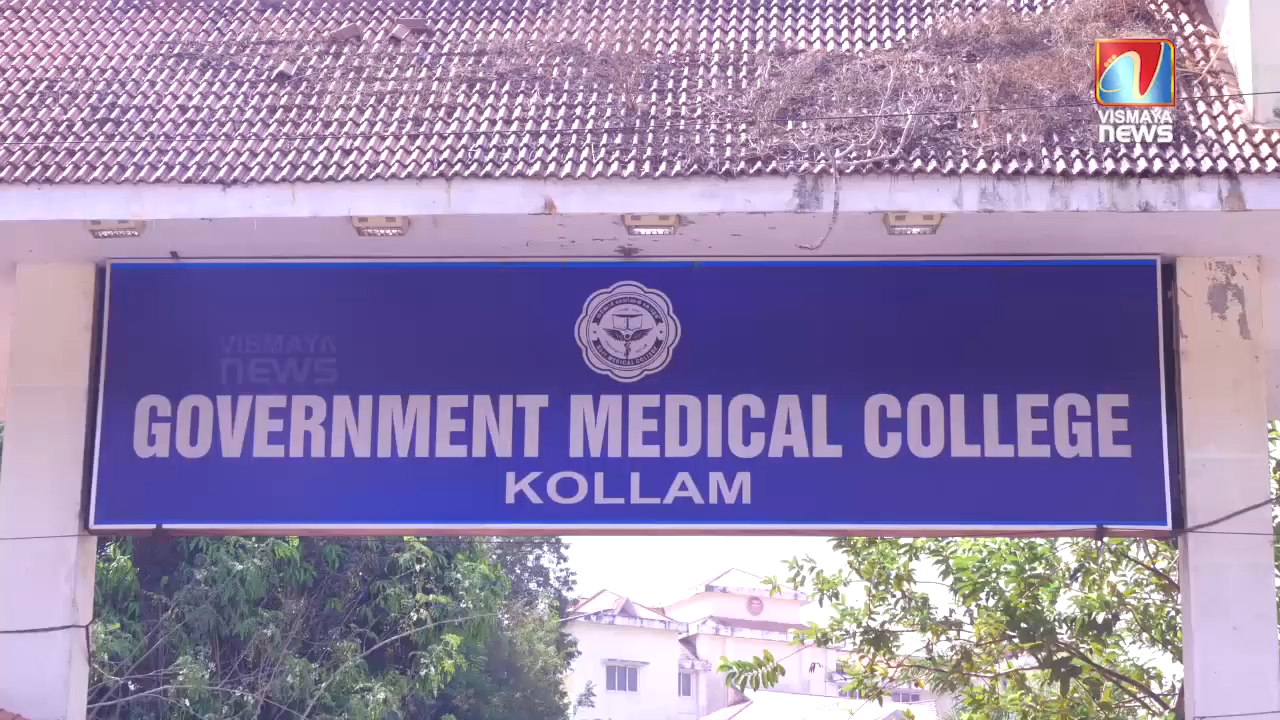 VISMAYA
NEWS
VISMAYA
NEWS
GOVERNMENT MEDICAL COLLEGE
KOLLAM